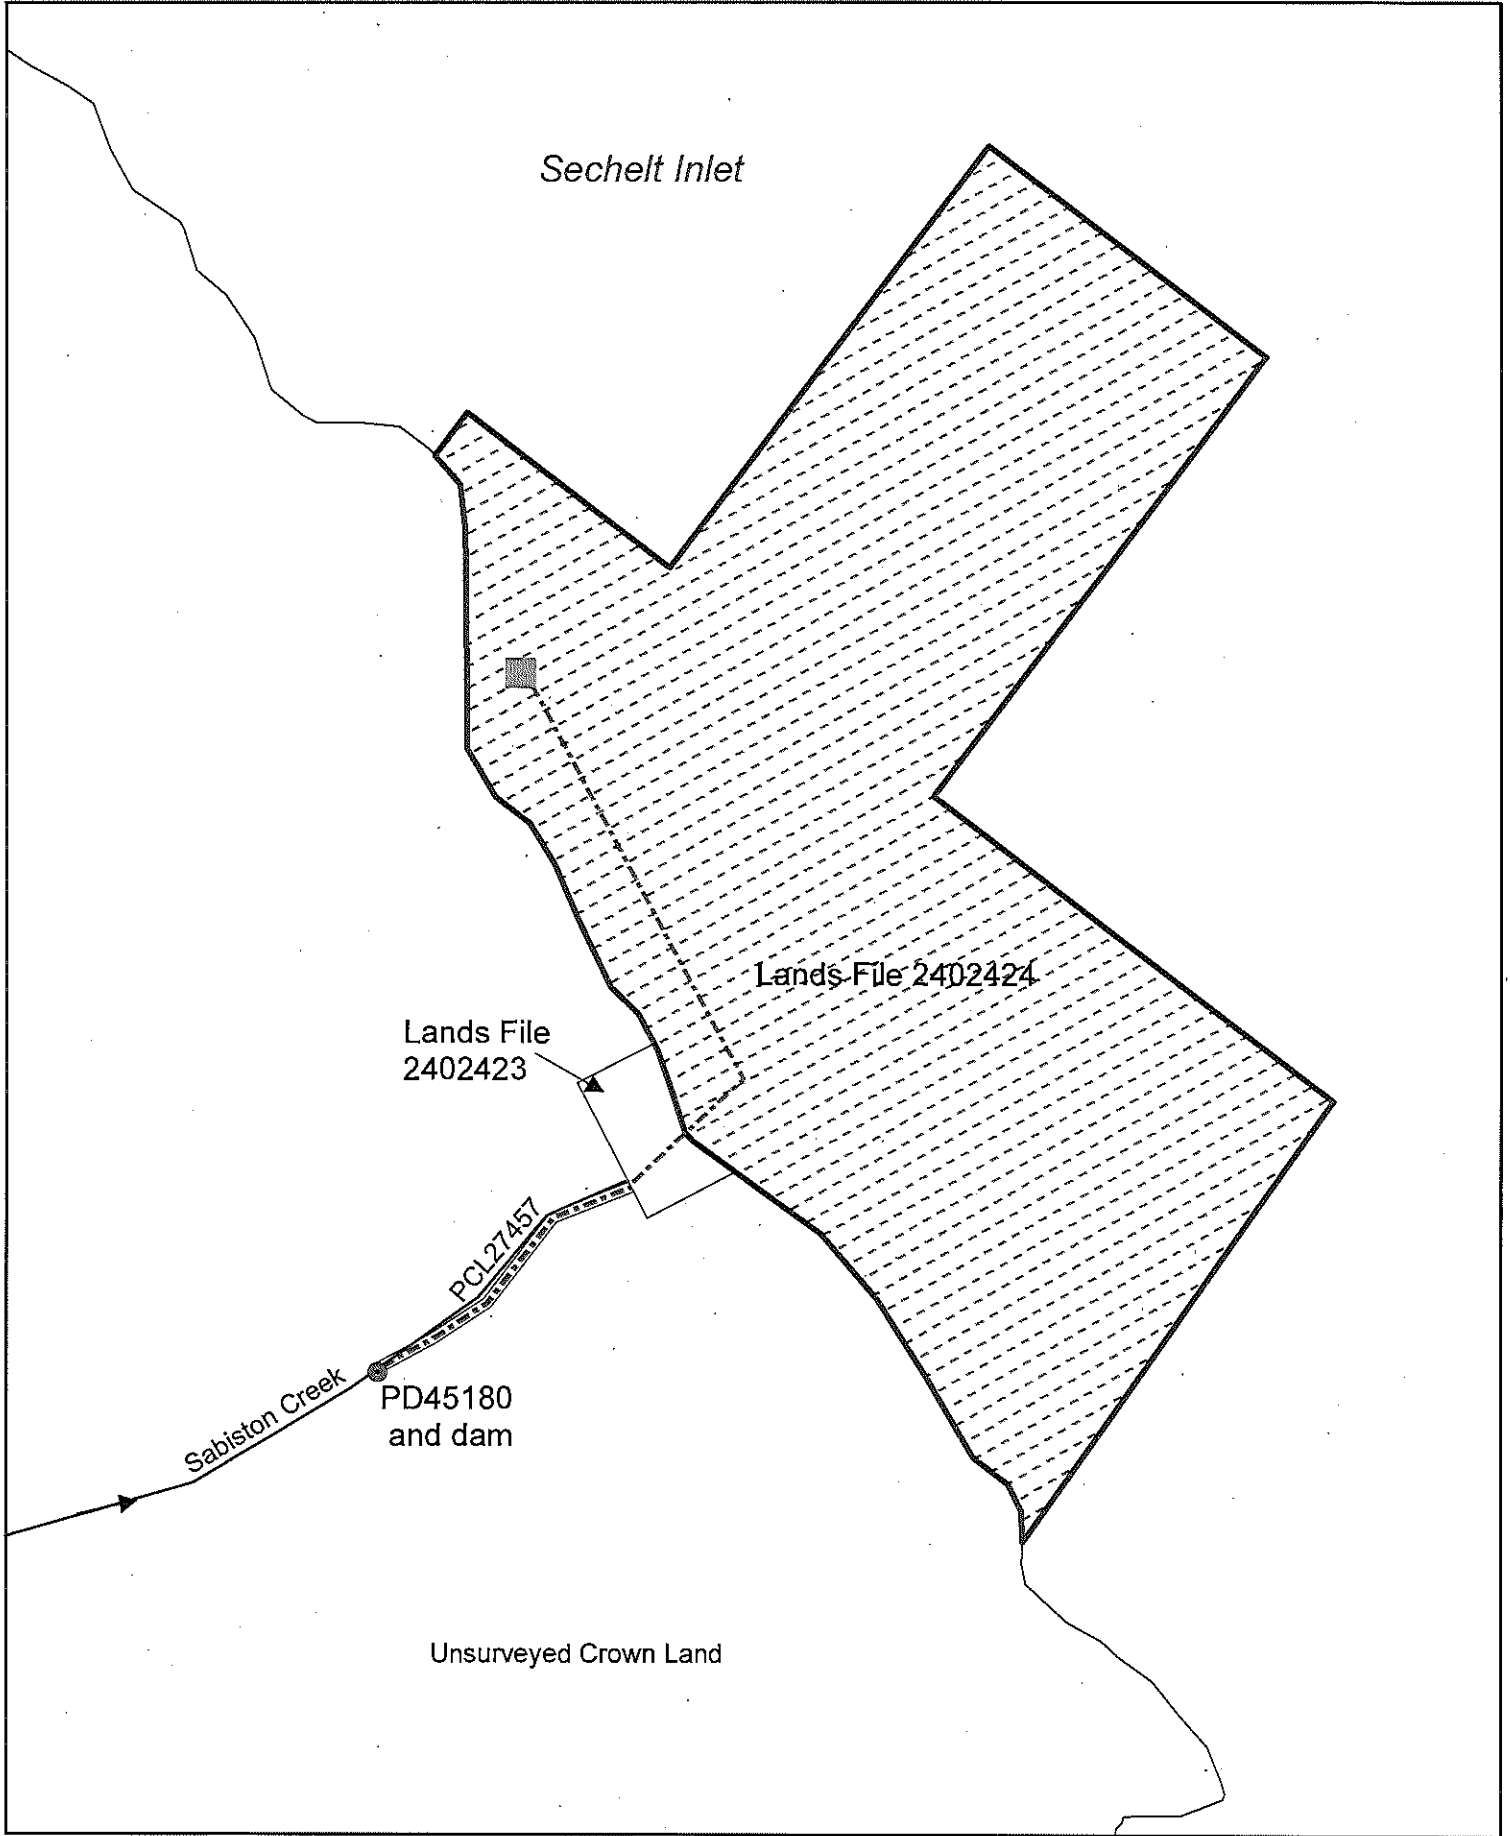 Sechelt Inlet
Lands File 2402424
Lands File
2402423
PCL27457
Sabiston Creek
PD45180
and dam
Unsurveyed Crown Land